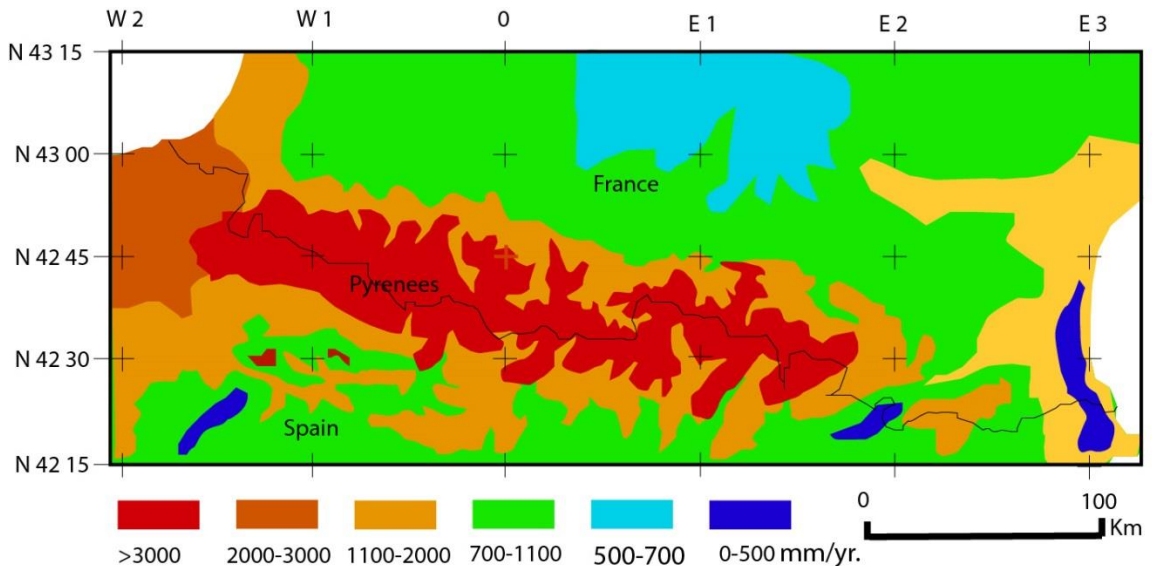 W 2 W 1 0 E 1 E 2 E 3
N 43 15
N 43 00
France
N 42 45
Pyrenees
N 42 30
Spain
N 42 15
0 100
Km
>3000 2000-3000 1100-2000 700-1100 500-700 0-500 mm/yr.